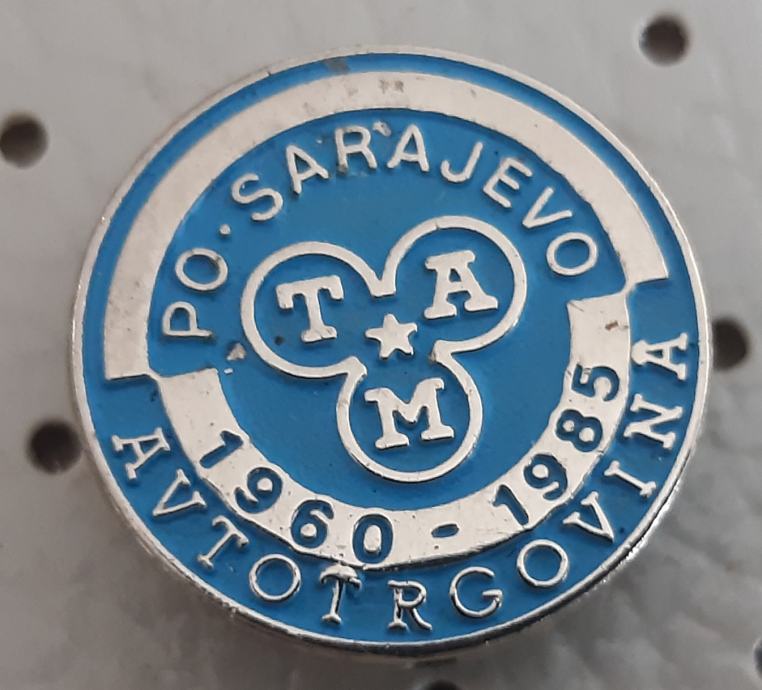 PO·SARAJEVO
T A
M
1960 - 1985
AVTOTRGOVINA